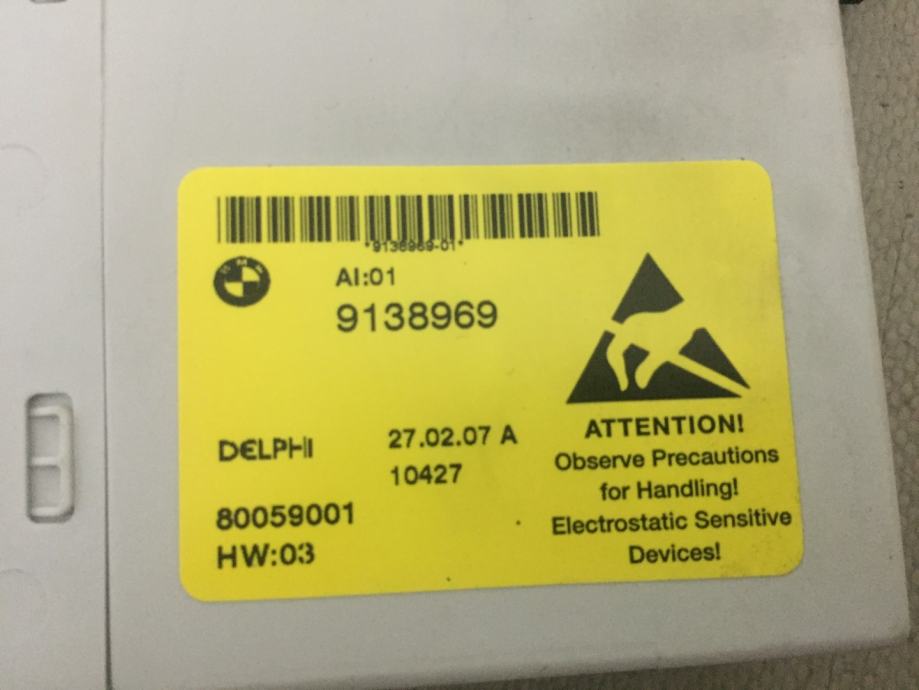 *9138969-01*
BMW
AI:01
9138969
DELPHI
27.02.07 A
10427
80059001
HW:03
ATTENTION!
Observe Precautions
for Handling!
Electrostatic Sensitive
Devices!